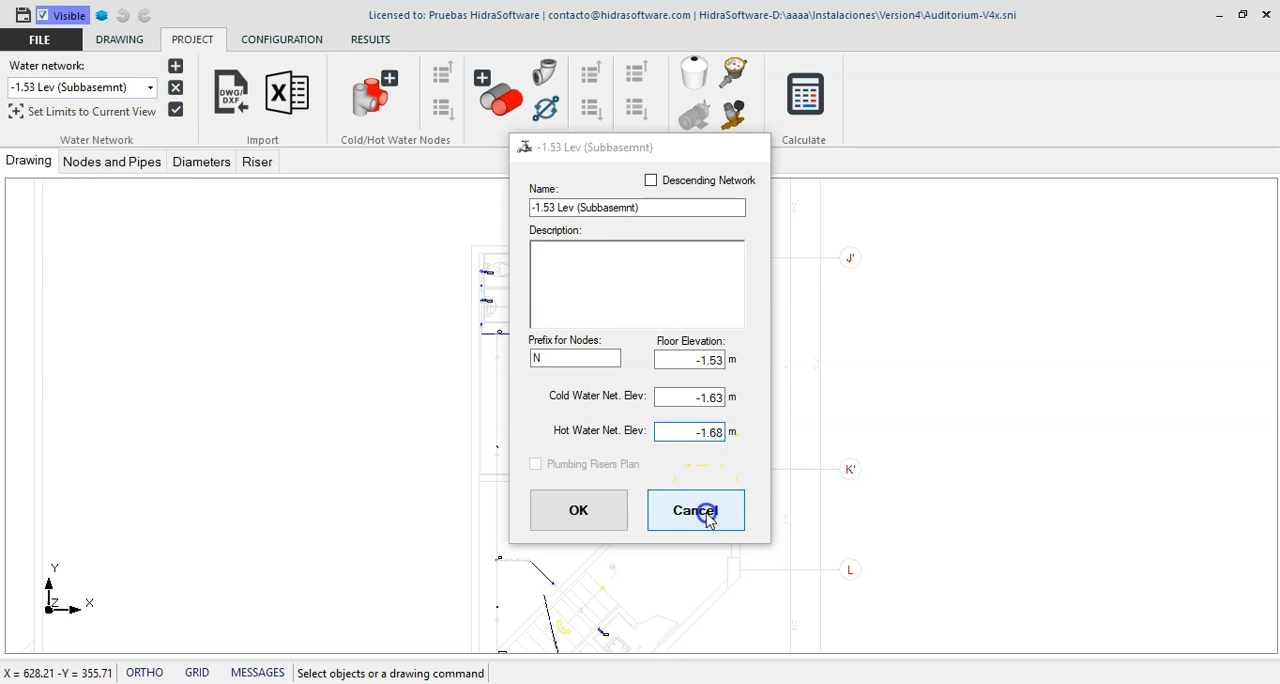 Visible
Licensed to: Pruebas HidraSoftware | contacto@hidrasoftware.com | HidraSoftware-D:\aaaa\Instalaciones\Version4\Auditorium-V4x.sni
FILE
DRAWING
PROJECT
CONFIGURATION
RESULTS
Water network:
-1.53 Lev (Subbasemnt)
Set Limits to Current View
Water Network
DWG/
DXF
Import
Cold/Hot Water Nodes
Calculate
Drawing
Nodes and Pipes
Diameters
Riser
-1.53 Lev (Subbasemnt)
Descending Network
Name:
-1.53 Lev (Subbasemnt)
Description:
Prefix for Nodes:
Floor Elevation:
N
-1.53 m
Cold Water Net. Elev: -1.63 m
Hot Water Net. Elev: -1.68 m
Plumbing Risers Plan
OK
Cancel
J'
K'
L
Y
Z
X
X = 628.21 -Y = 355.71
ORTHO
GRID
MESSAGES
Select objects or a drawing command